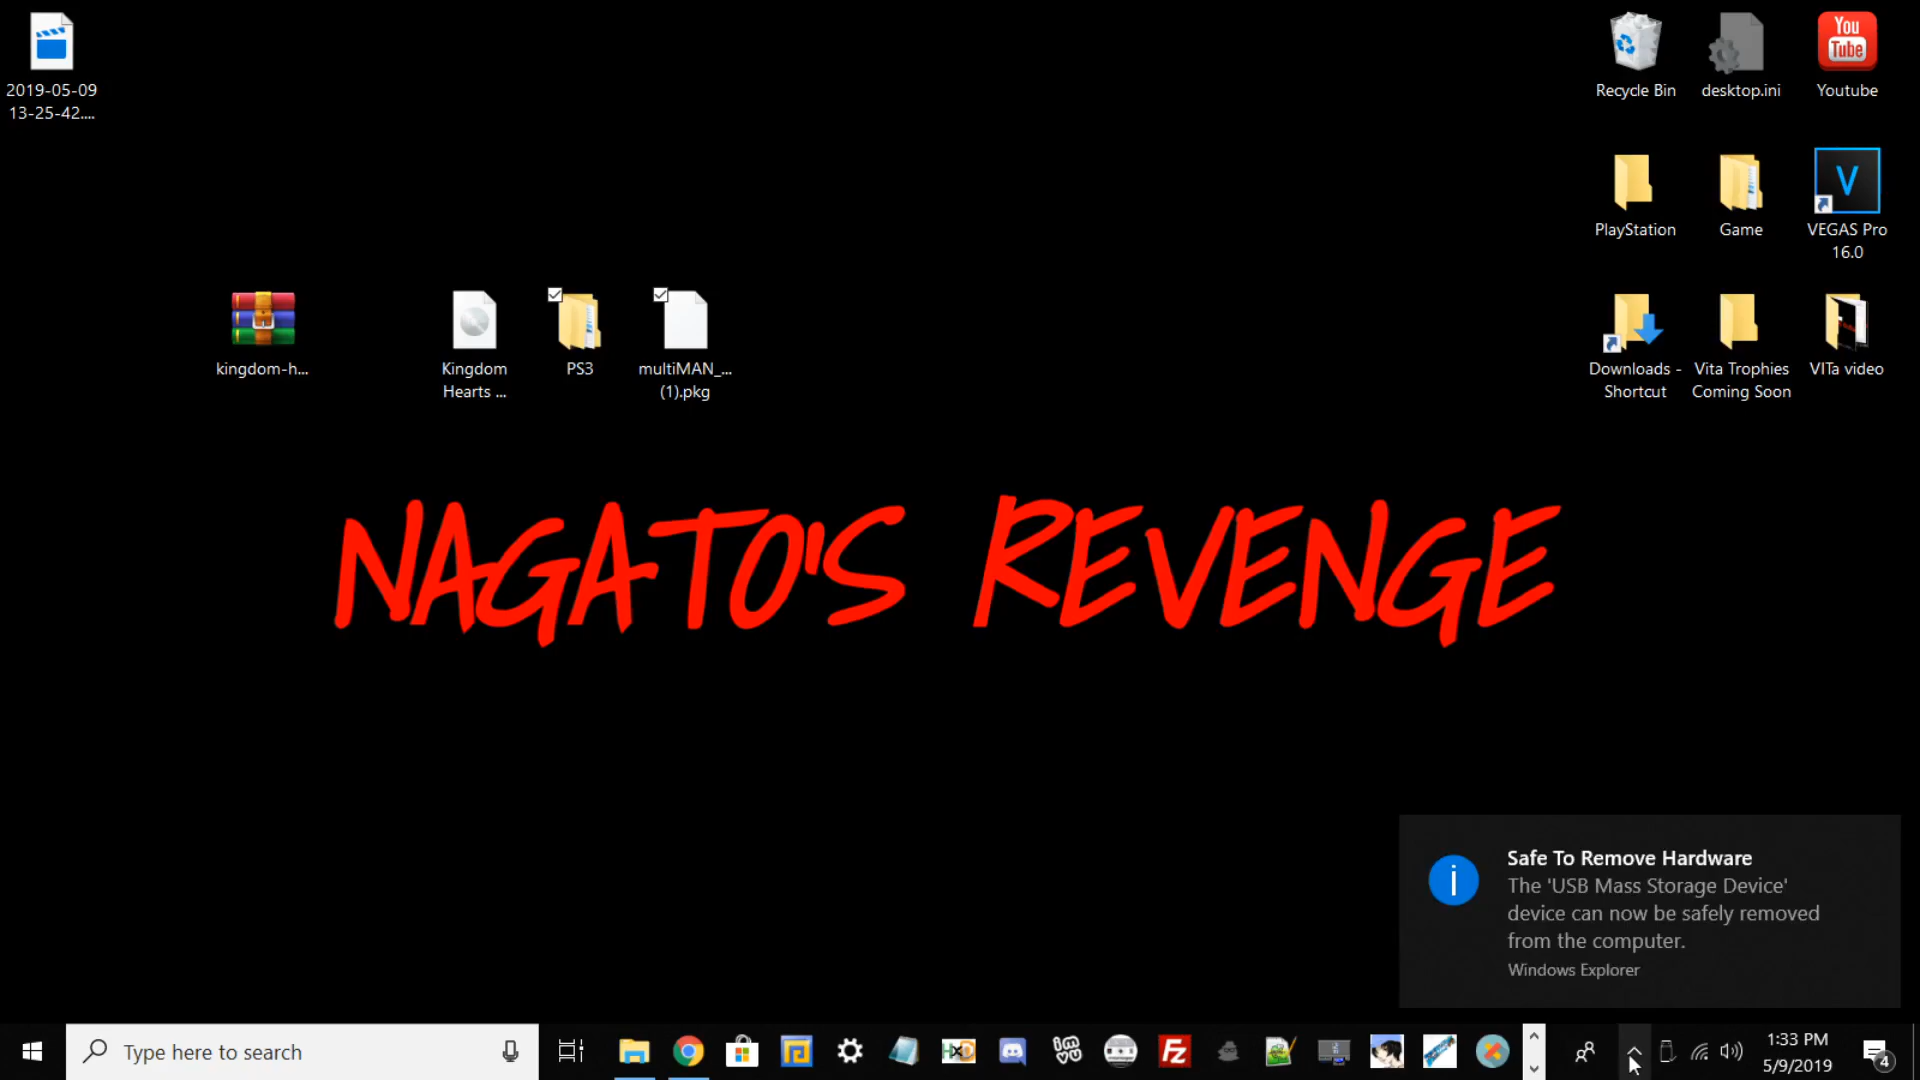 2019-05-09
13-25-42....
Recycle Bin
desktop.ini
You
Tube
Youtube
PlayStation
Game
V
VEGAS Pro
16.0
kingdom-h...
Kingdom
Hearts ...
PS3
multiMAN_...
(1).pkg
Downloads -
Shortcut
Vita Trophies
Coming Soon
VITa video
NAGATO'S REVENGE
i
Safe To Remove Hardware
The 'USB Mass Storage Device'
device can now be safely removed
from the computer.
Windows Explorer
Type here to search
HxD
Fz
1:33 PM
5/9/2019
4